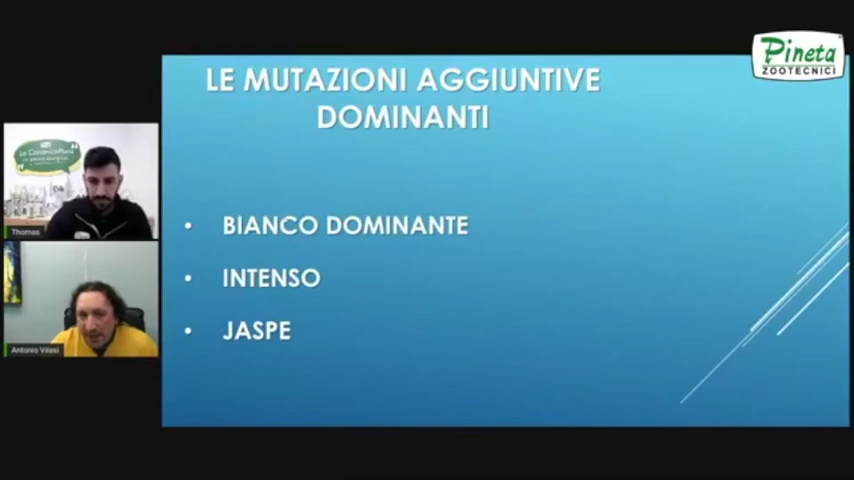 Pineta
ZOOTECNICI
LE MUTAZIONI AGGIUNTIVE
DOMINANTI
• BIANCO DOMINANTE
• INTENSO
• JASPE
Thomas
Antonio Vilasi